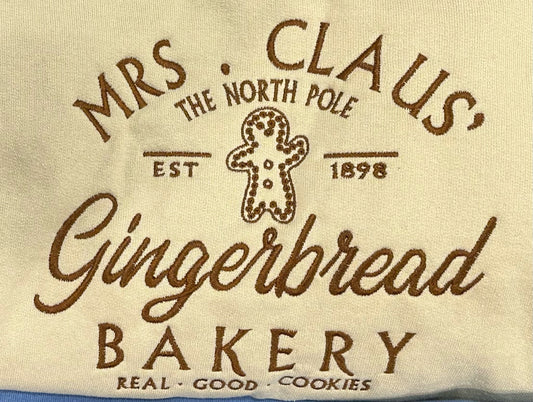 MRS . CLAUS'
THE NORTH POLE
EST 1898
Gingerbread
BAKERY
REAL · GOOD · COOKIES